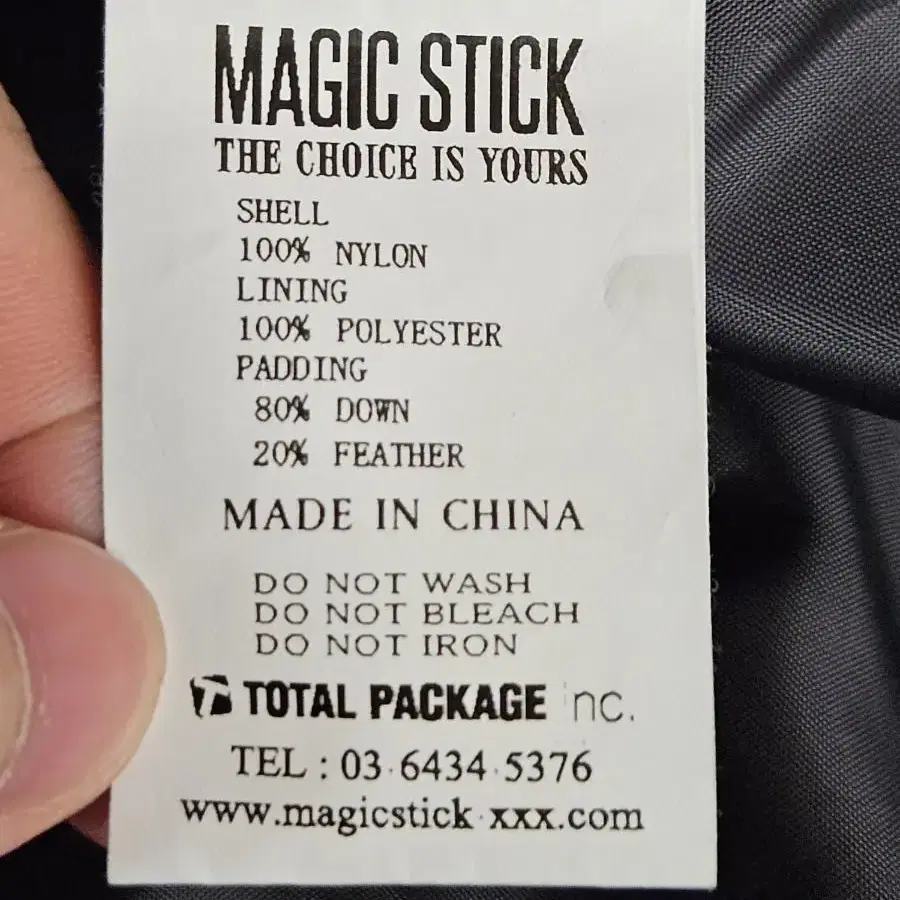 MAGIC STICK
THE CHOICE IS YOURS
SHELL
100% NYLON
LINING
100% POLYESTER
PADDING
80% DOWN
20% FEATHER
MADE IN CHINA
DO NOT WASH
DO NOT BLEACH
DO NOT IRON
TOTAL PACKAGE inc.
TEL : 03-6434-5376
www.magicstick-xxx.com